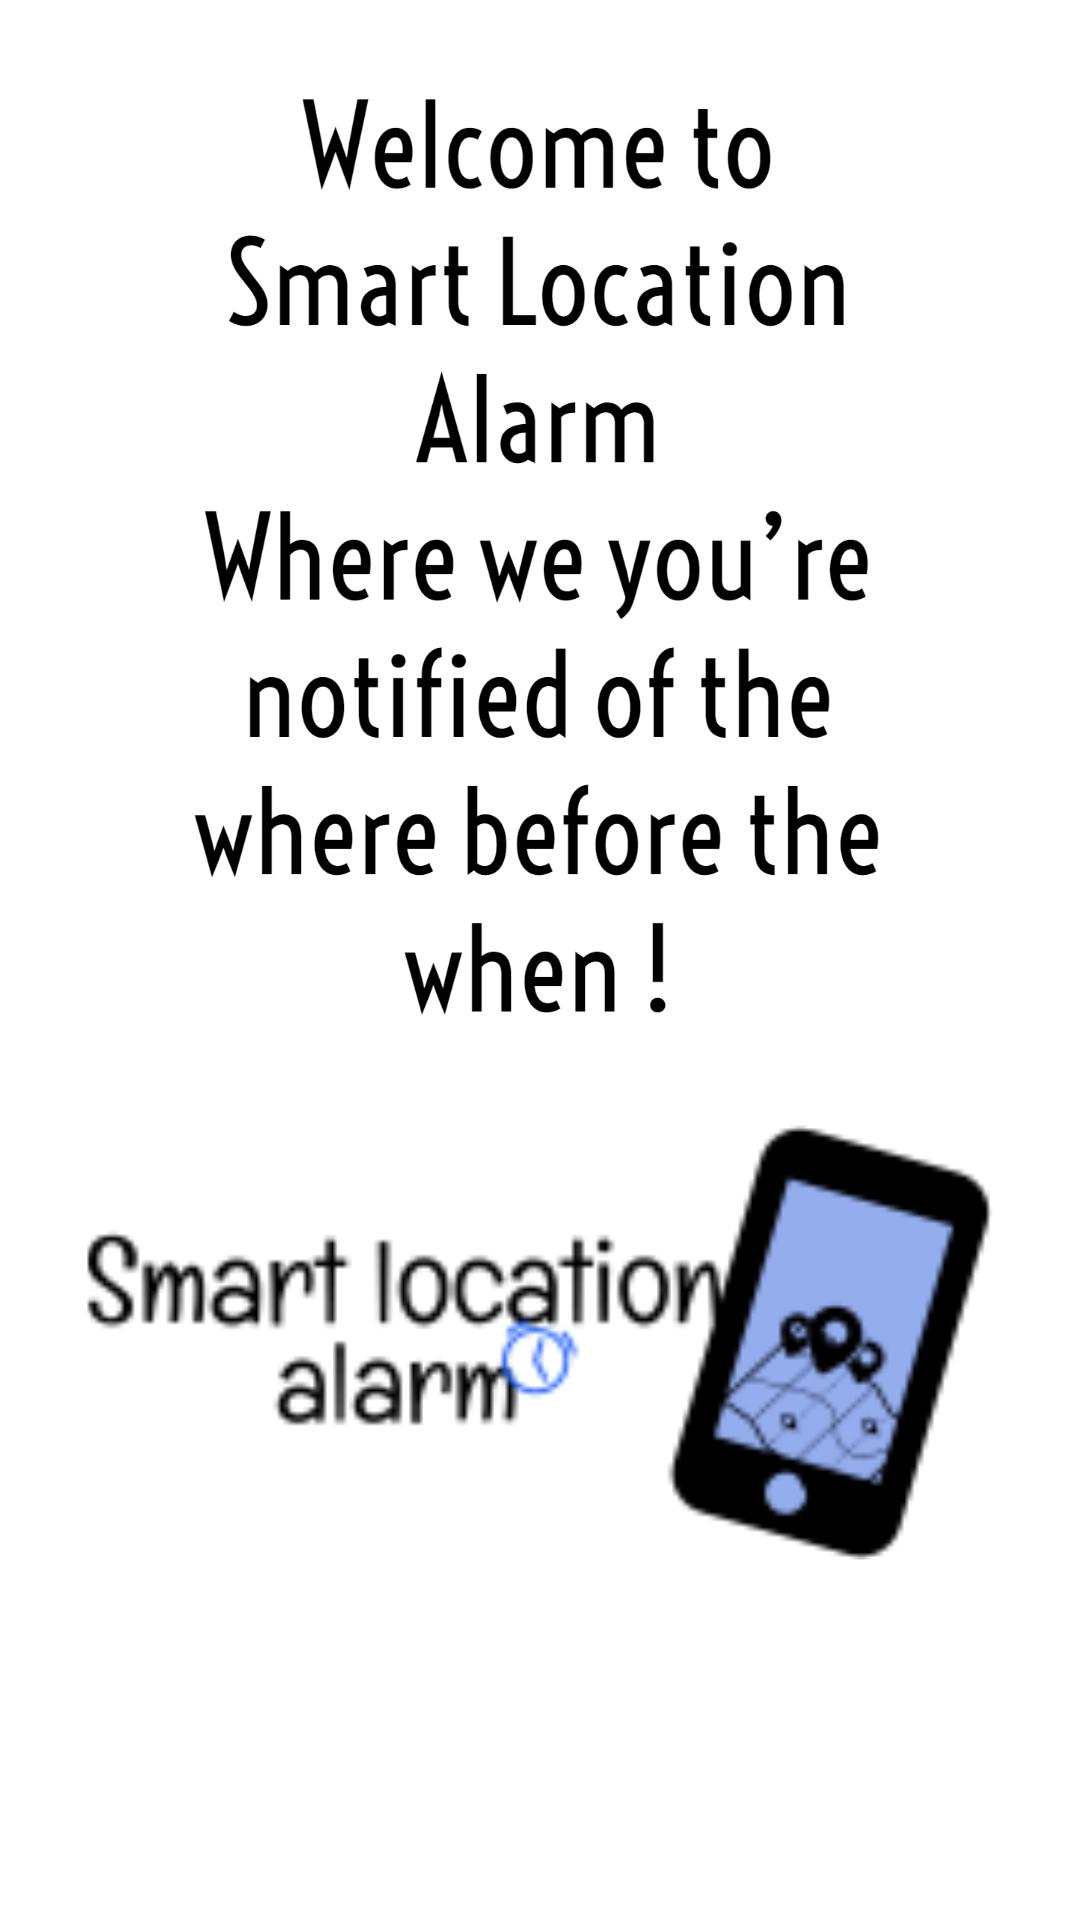 Welcome to
Smart Location
Alarm
Where we you’re
notified of the
where before the
when !
Smart location
alarm